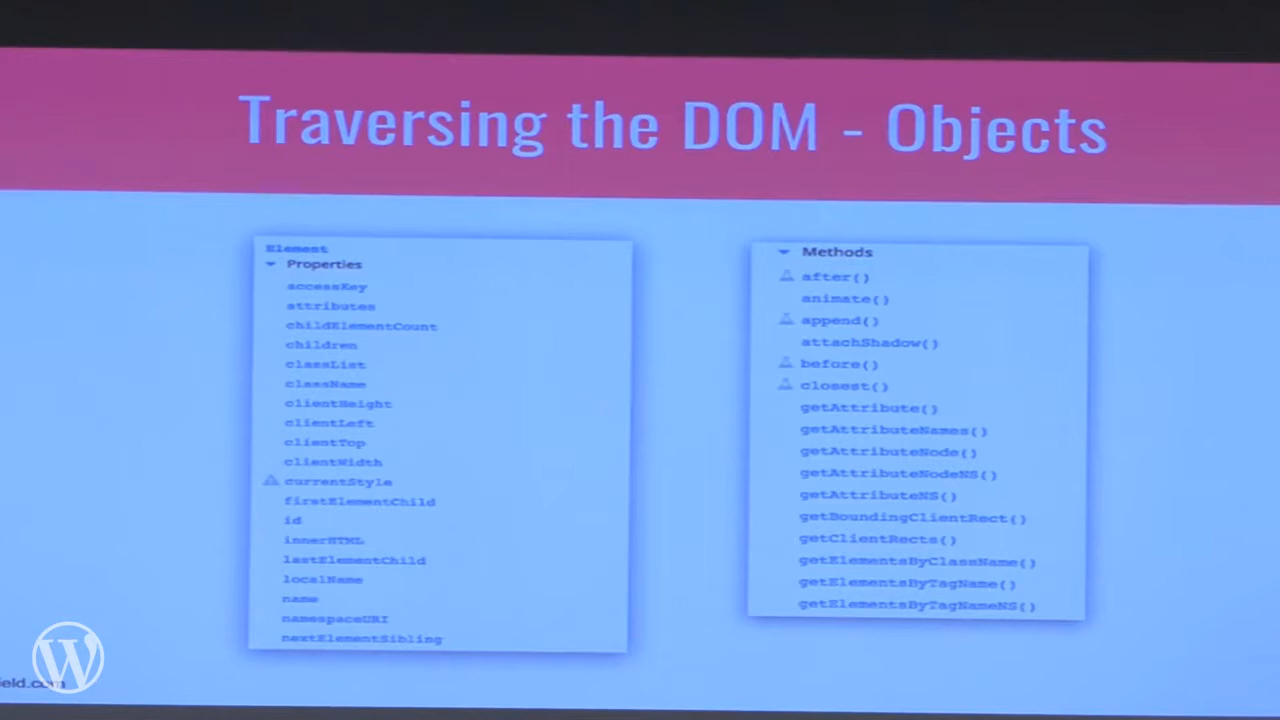 Traversing the DOM - Objects
Element
Properties
accessKey
attributes
childElementCount
children
classList
className
clientHeight
clientLeft
clientTop
clientWidth
currentStyle
firstElementChild
id
innerHTML
lastElementChild
localName
name
namespaceURI
nextElementSibling
Methods
after()
animate()
append()
attachShadow()
before()
closest()
getAttribute()
getAttributeNames()
getAttributeNode()
getAttributeNodeNS()
getAttributeNS()
getBoundingClientRect()
getClientRects()
getElementsByClassName()
getElementsByTagName()
getElementsByTagNameNS()
ield.com